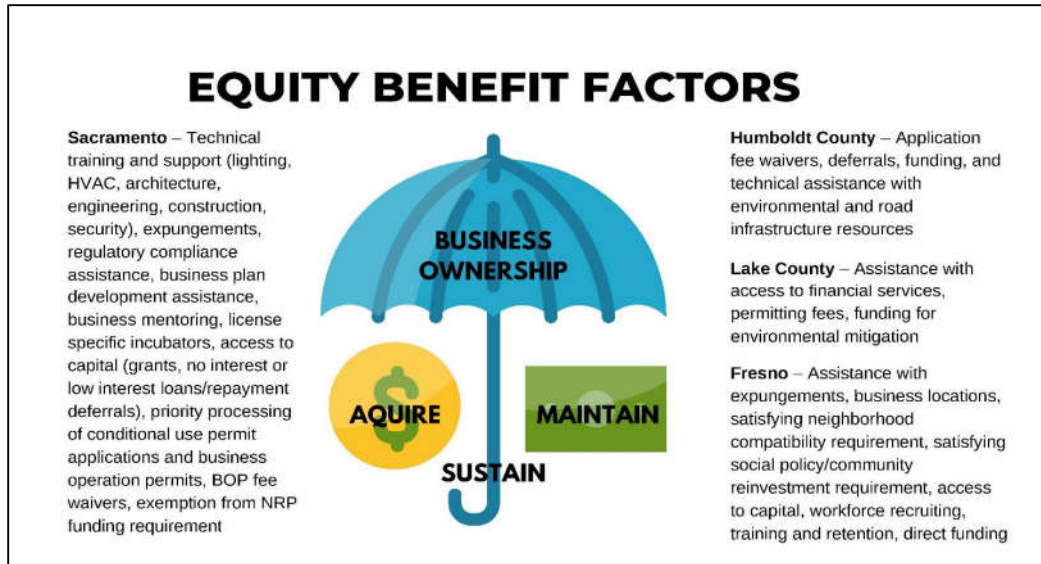 EQUITY BENEFIT FACTORS
Sacramento – Technical
training and support (lighting,
HVAC, architecture,
engineering, construction,
security), expungements,
regulatory compliance
assistance, business plan
development assistance,
business mentoring, license
specific incubators, access to
capital (grants, no interest or
low interest loans/repayment
deferrals), priority processing
of conditional use permit
applications and business
operation permits, BOP fee
waivers, exemption from NRP
funding requirement
BUSINESS
OWNERSHIP
AQUIRE
MAINTAIN
SUSTAIN
Humboldt County – Application
fee waivers, deferrals, funding, and
technical assistance with
environmental and road
infrastructure resources
Lake County – Assistance with
access to financial services,
permitting fees, funding for
environmental mitigation
Fresno – Assistance with
expungements, business locations,
satisfying neighborhood
compatibility requirement, satisfying
social policy/community
reinvestment requirement, access
to capital, workforce recruiting,
training and retention, direct funding